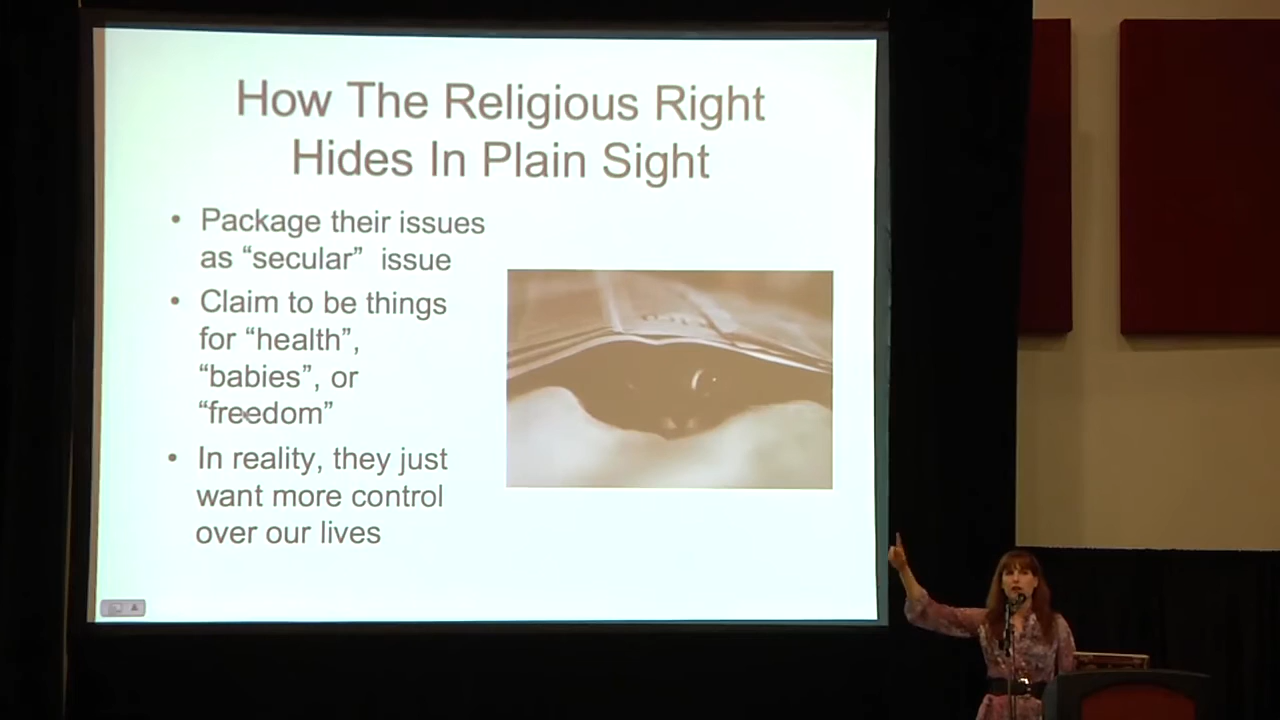 How The Religious Right
Hides In Plain Sight
• Package their issues
as “secular”  issue
• Claim to be things
for “health”,
“babies”, or
“freedom”
• In reality, they just
want more control
over our lives